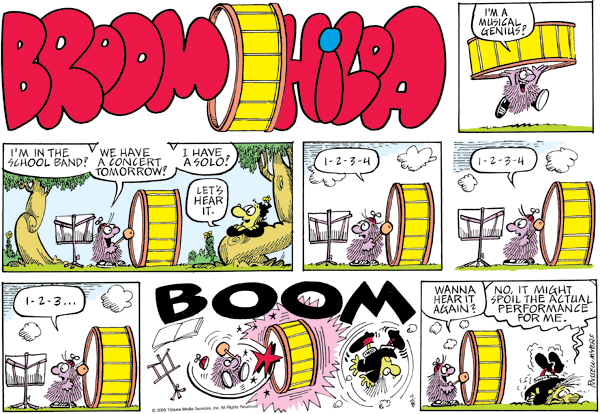 BROOM HILDA
I'M A
MUSICAL
GENIUS!
I'M IN THE
SCHOOL BAND!
WE HAVE
A CONCERT
TOMORROW!
I HAVE
A SOLO!
LET'S
HEAR
IT.
1-2-3-4
1-2-3-4
1-2-3...
BOOM
© 2009 Tribune Media Services, Inc. All Rights Reserved.
WANNA
HEAR IT
AGAIN?
NO, IT MIGHT
SPOIL THE ACTUAL
PERFORMANCE
FOR ME.
RUSSELL MYERS